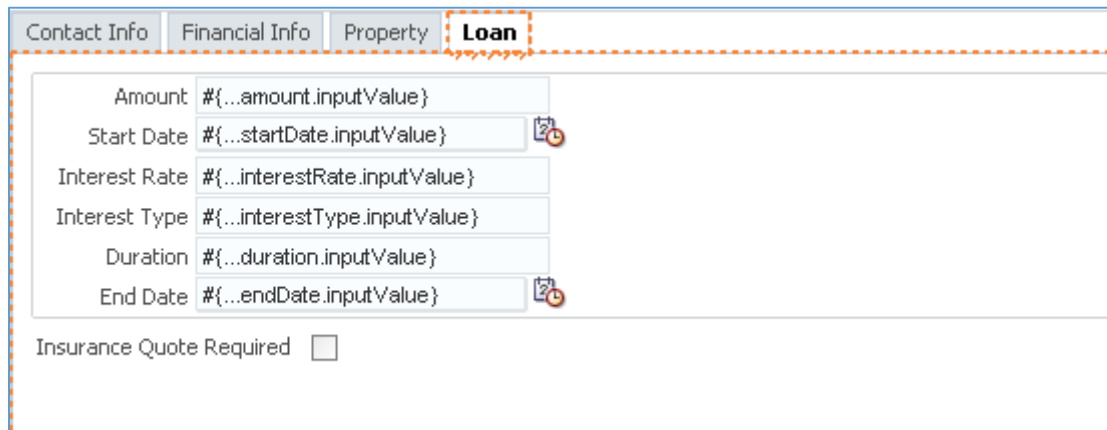 Contact Info Financial Info Property Loan
Amount #{...amount.inputValue}
Start Date #{...startDate.inputValue}
Interest Rate #{...interestRate.inputValue}
Interest Type #{...interestType.inputValue}
Duration #{...duration.inputValue}
End Date #{...endDate.inputValue}
Insurance Quote Required